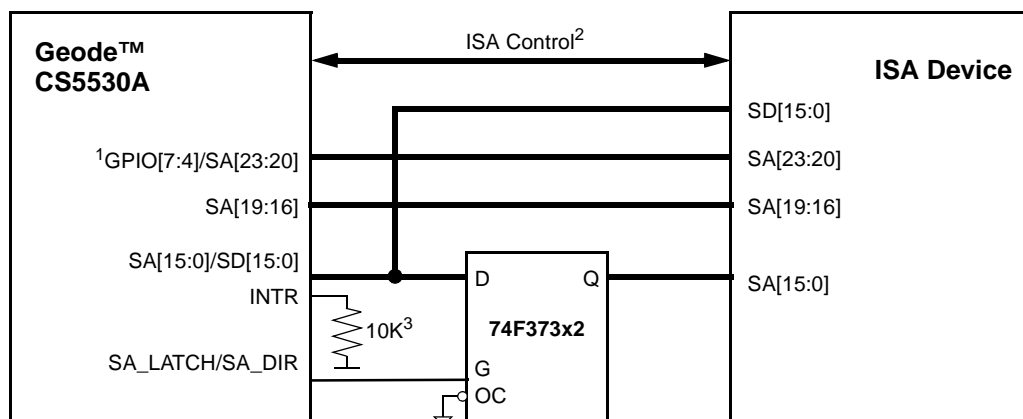 Geode™
CS5530A
ISA Control2
ISA Device
SD[15:0]
1GPIO[7:4]/SA[23:20]
SA[23:20]
SA[19:16]
SA[19:16]
SA[15:0]/SD[15:0]
D
Q
SA[15:0]
INTR
10K3
74F373x2
SA_LATCH/SA_DIR
G
OC